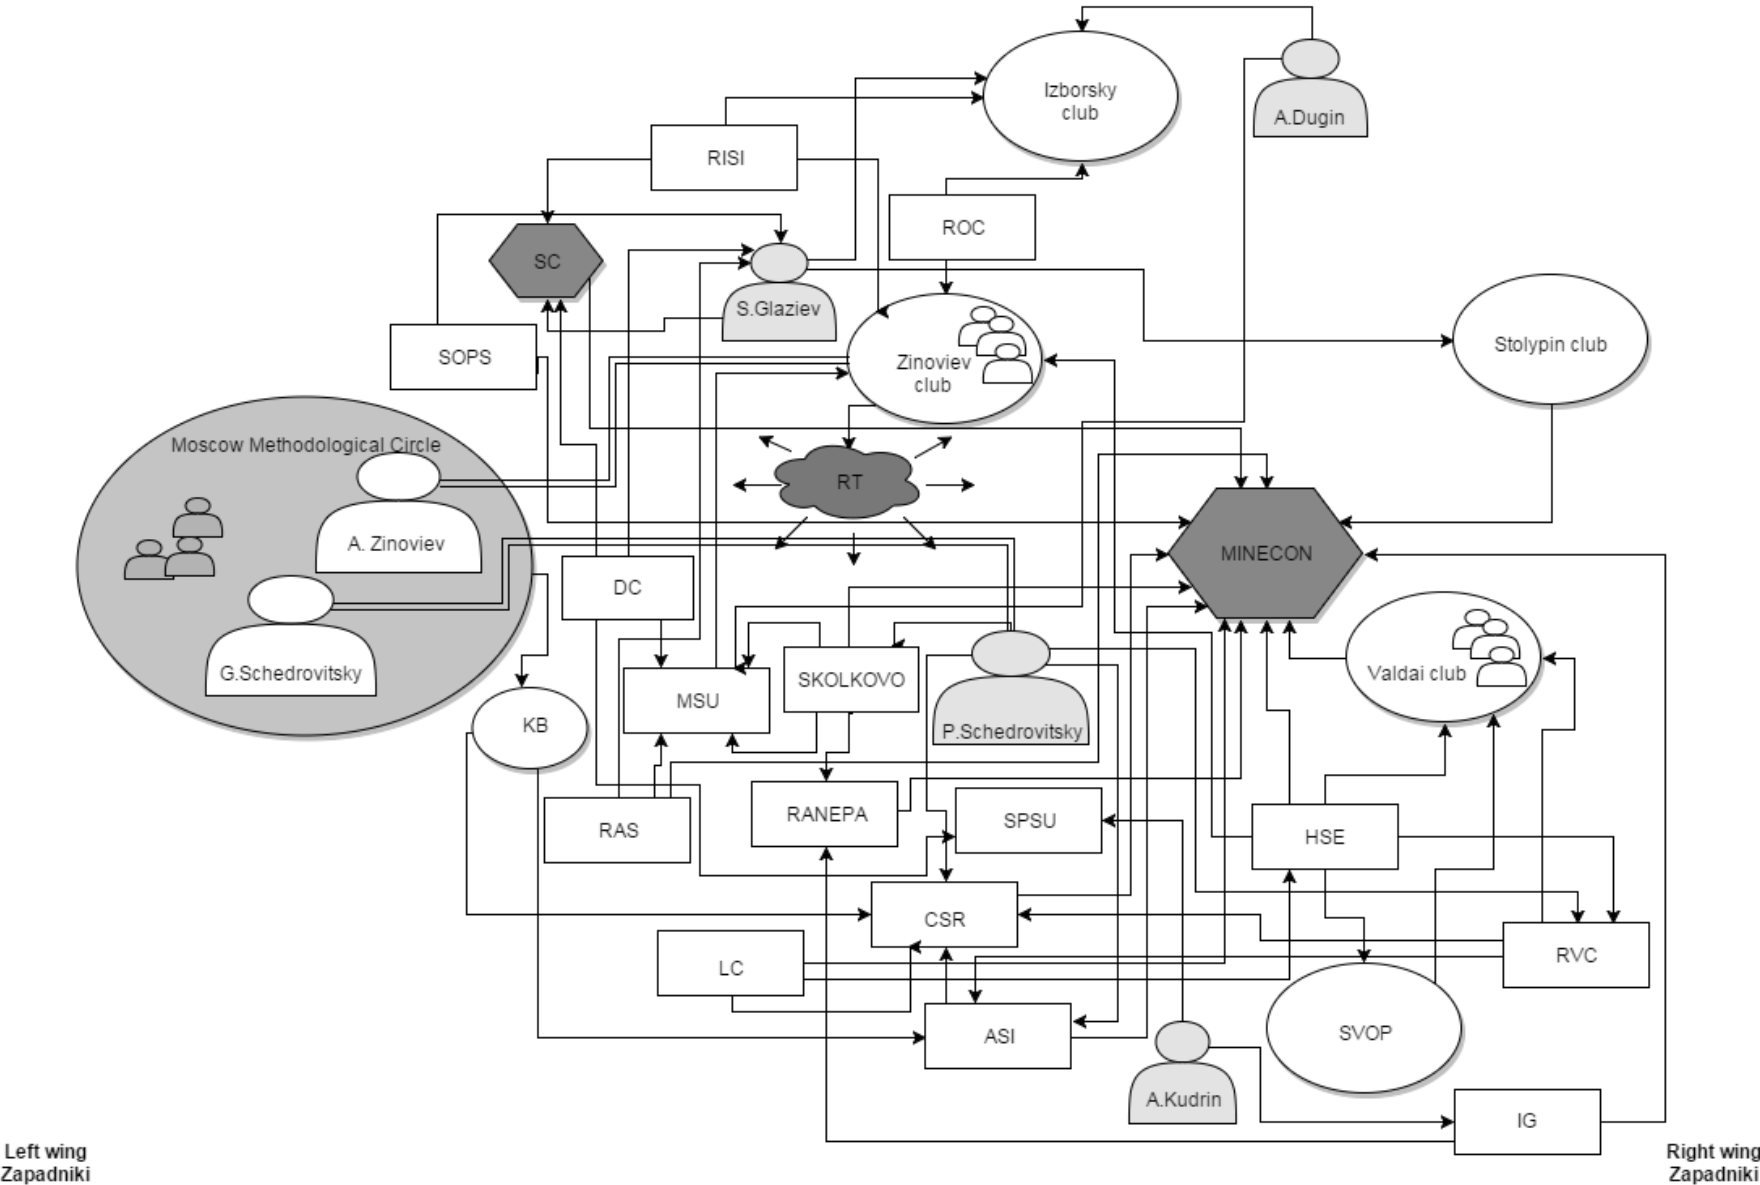 Izborsky
club
A.Dugin
RISI
ROC
SC
S.Glaziev
SOPS
Zinoviev
club
Stolypin club
Moscow Methodological Circle
RT
A. Zinoviev
MINECON
DC
G.Schedrovitsky
MSU
SKOLKOVO
P.Schedrovitsky
Valdai club
KB
RAS
RANEPA
SPSU
HSE
CSR
LC
RVC
ASI
SVOP
A.Kudrin
IG
Left wing
Zapadniki
Right wing
Zapadniki